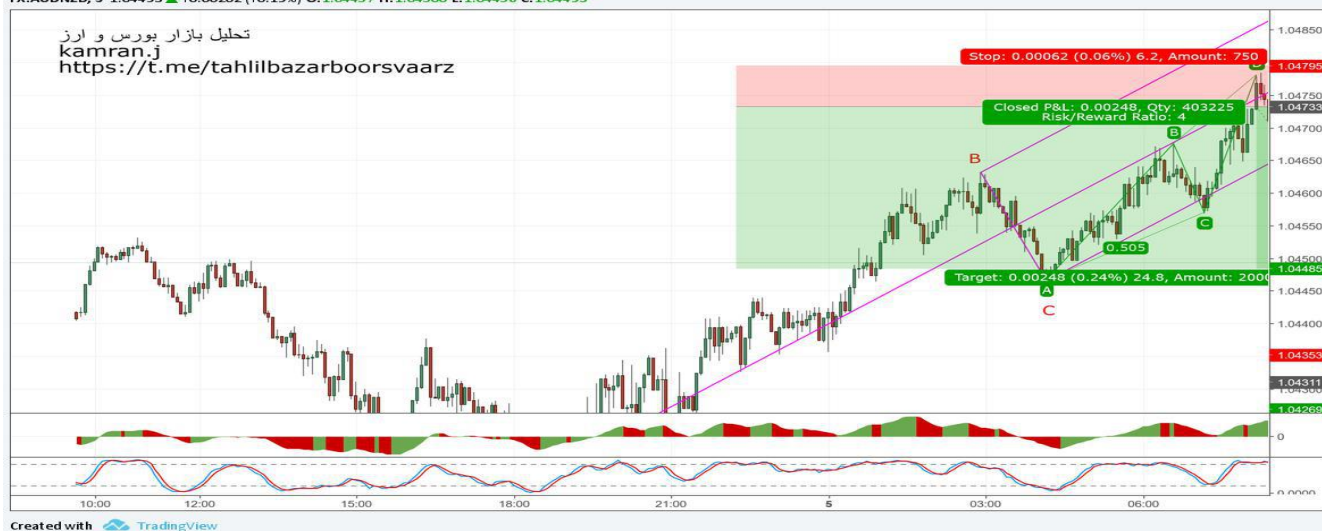 تحلیل بازار بورس و ارز
kamran.j
https://t.me/tahlilbazarboorsvaarz
Stop: 0.00062 (0.06%) 6.2, Amount: 750
Closed P&L: 0.00248, Qty: 403225
Risk/Reward Ratio: 4
B
B
C
0.505
Target: 0.00248 (0.24%) 24.8, Amount: 200
A
C
1.04850
1.04795
1.04750
1.04733
1.04700
1.04650
1.04600
1.04550
1.04500
1.04485
1.04450
1.04400
1.04353
1.04311
1.04269
0
0.0000
10:00 12:00 15:00 18:00 21:00 5 03:00 06:00
Created with TradingView